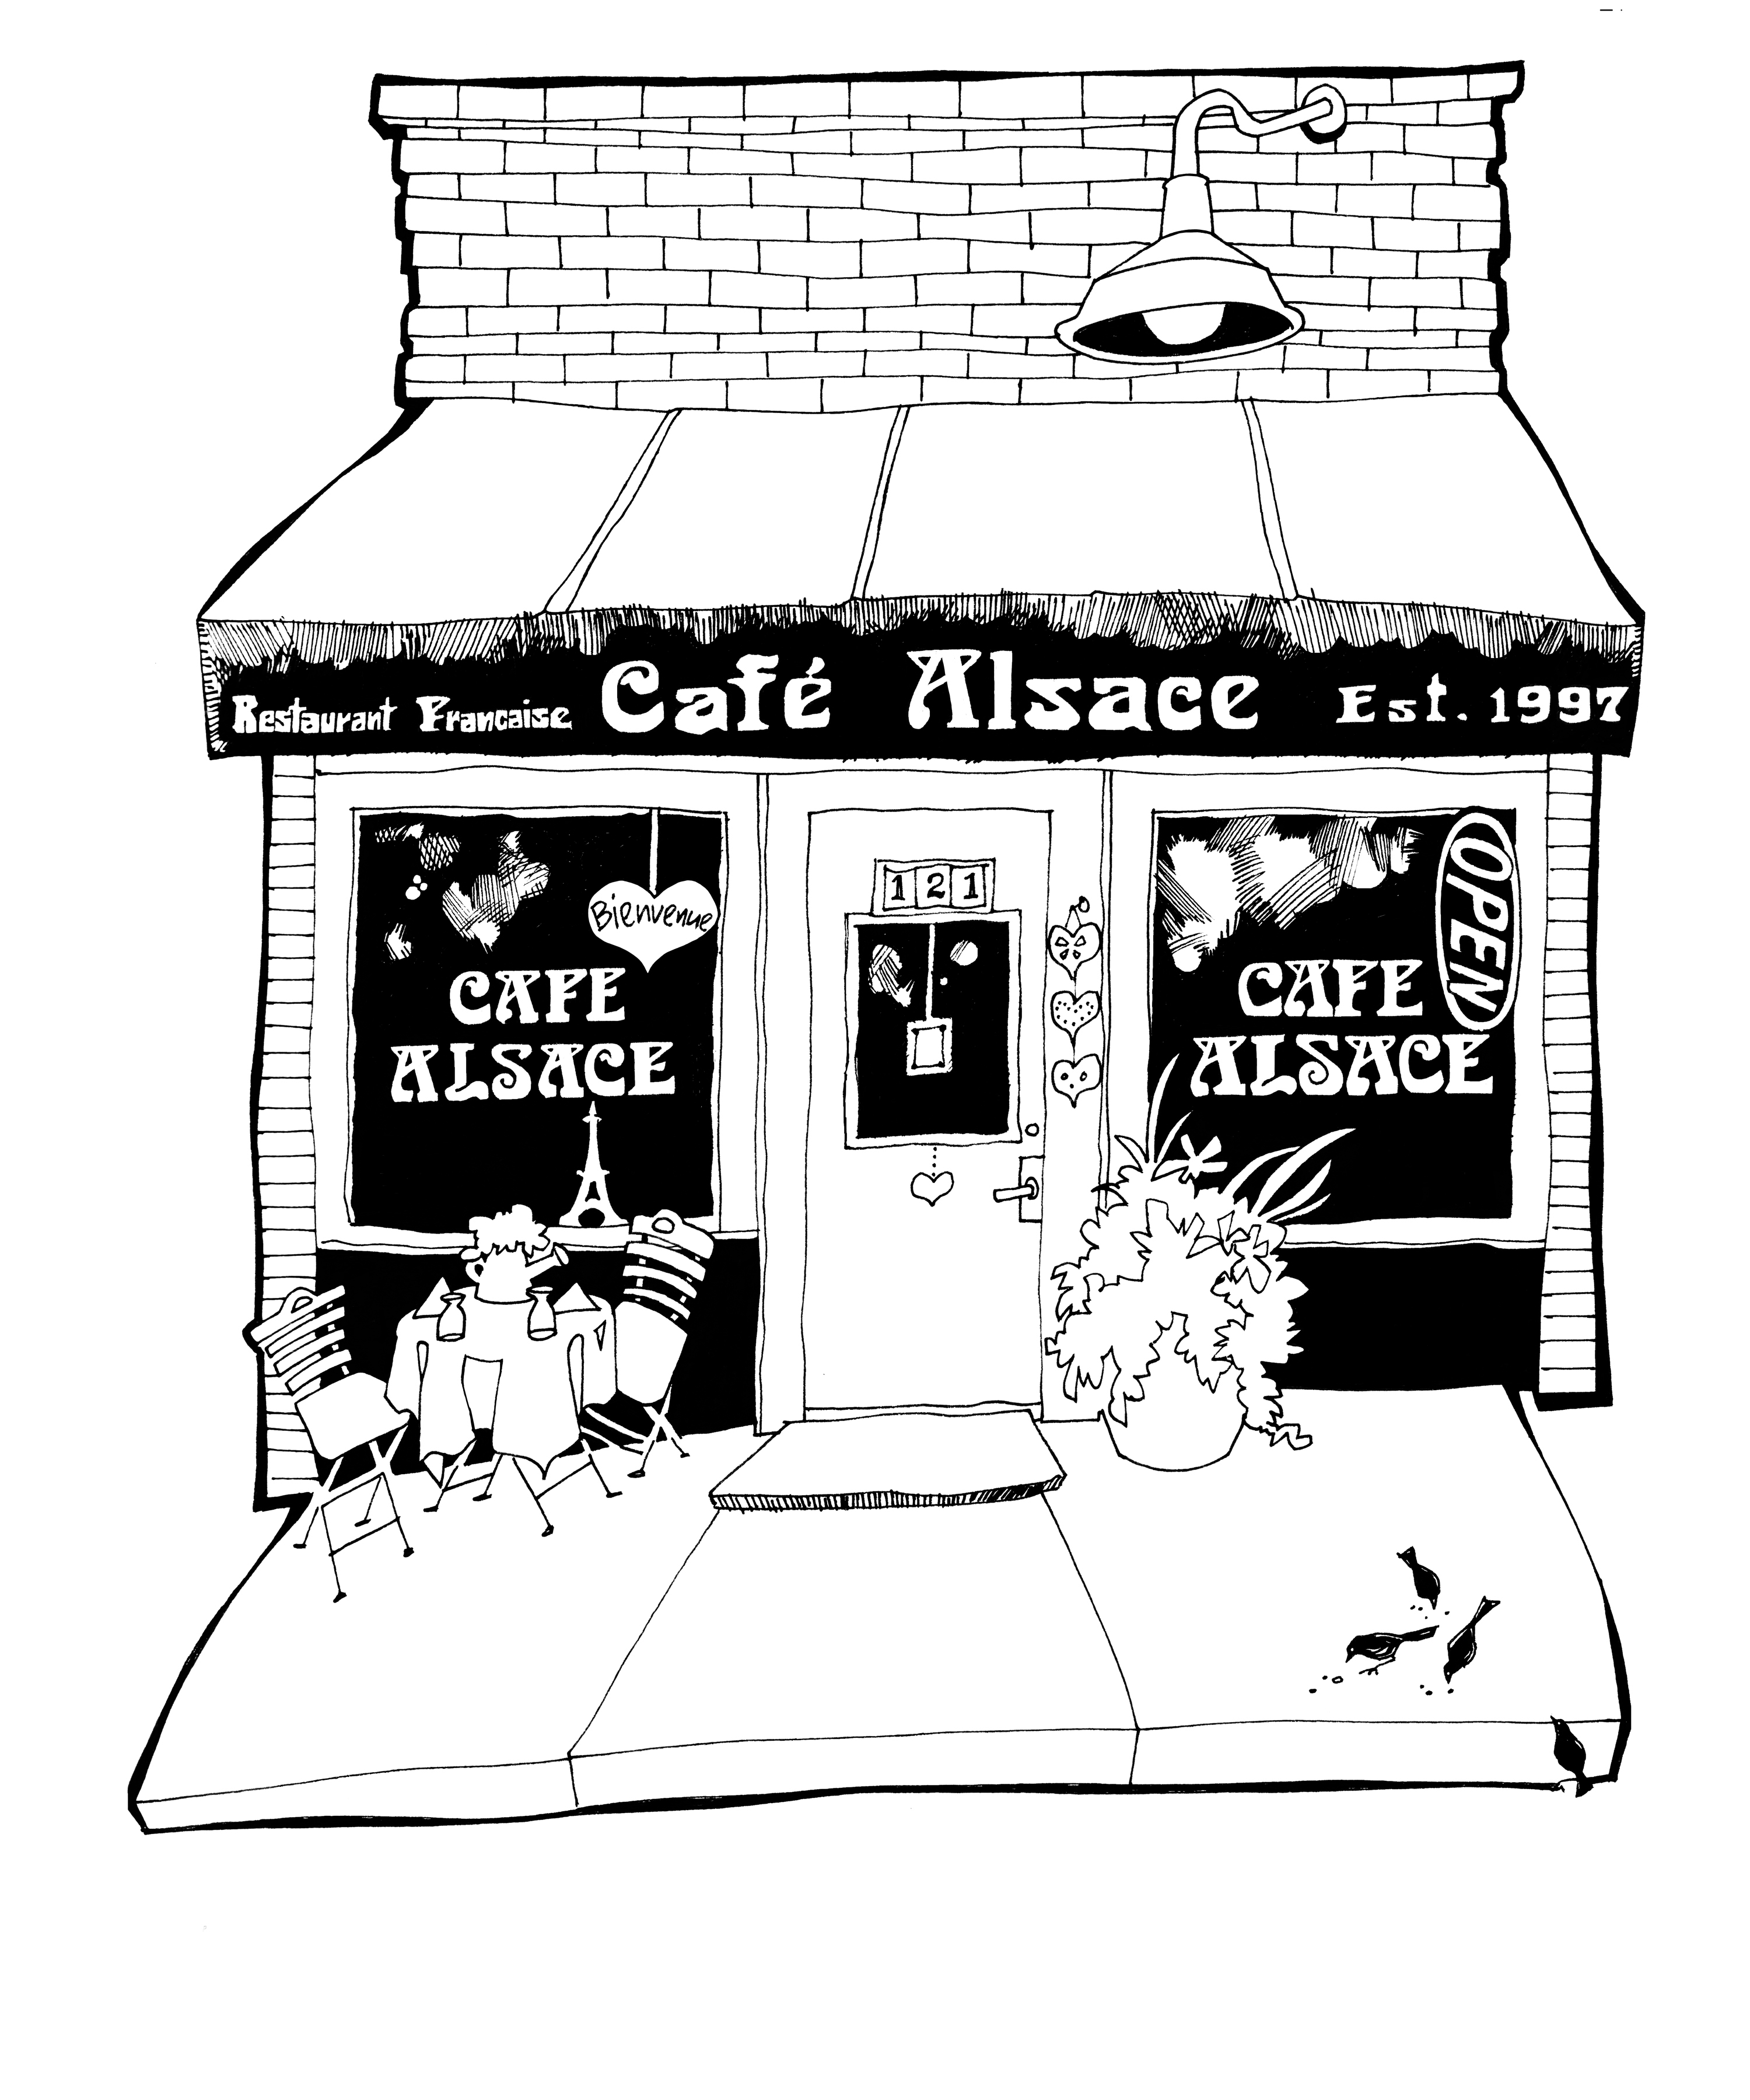 Restaurant Francaise Café Alsace Est. 1997
121
Bienvenue
CAFE
ALSACE
OPEN
CAFE
ALSACE